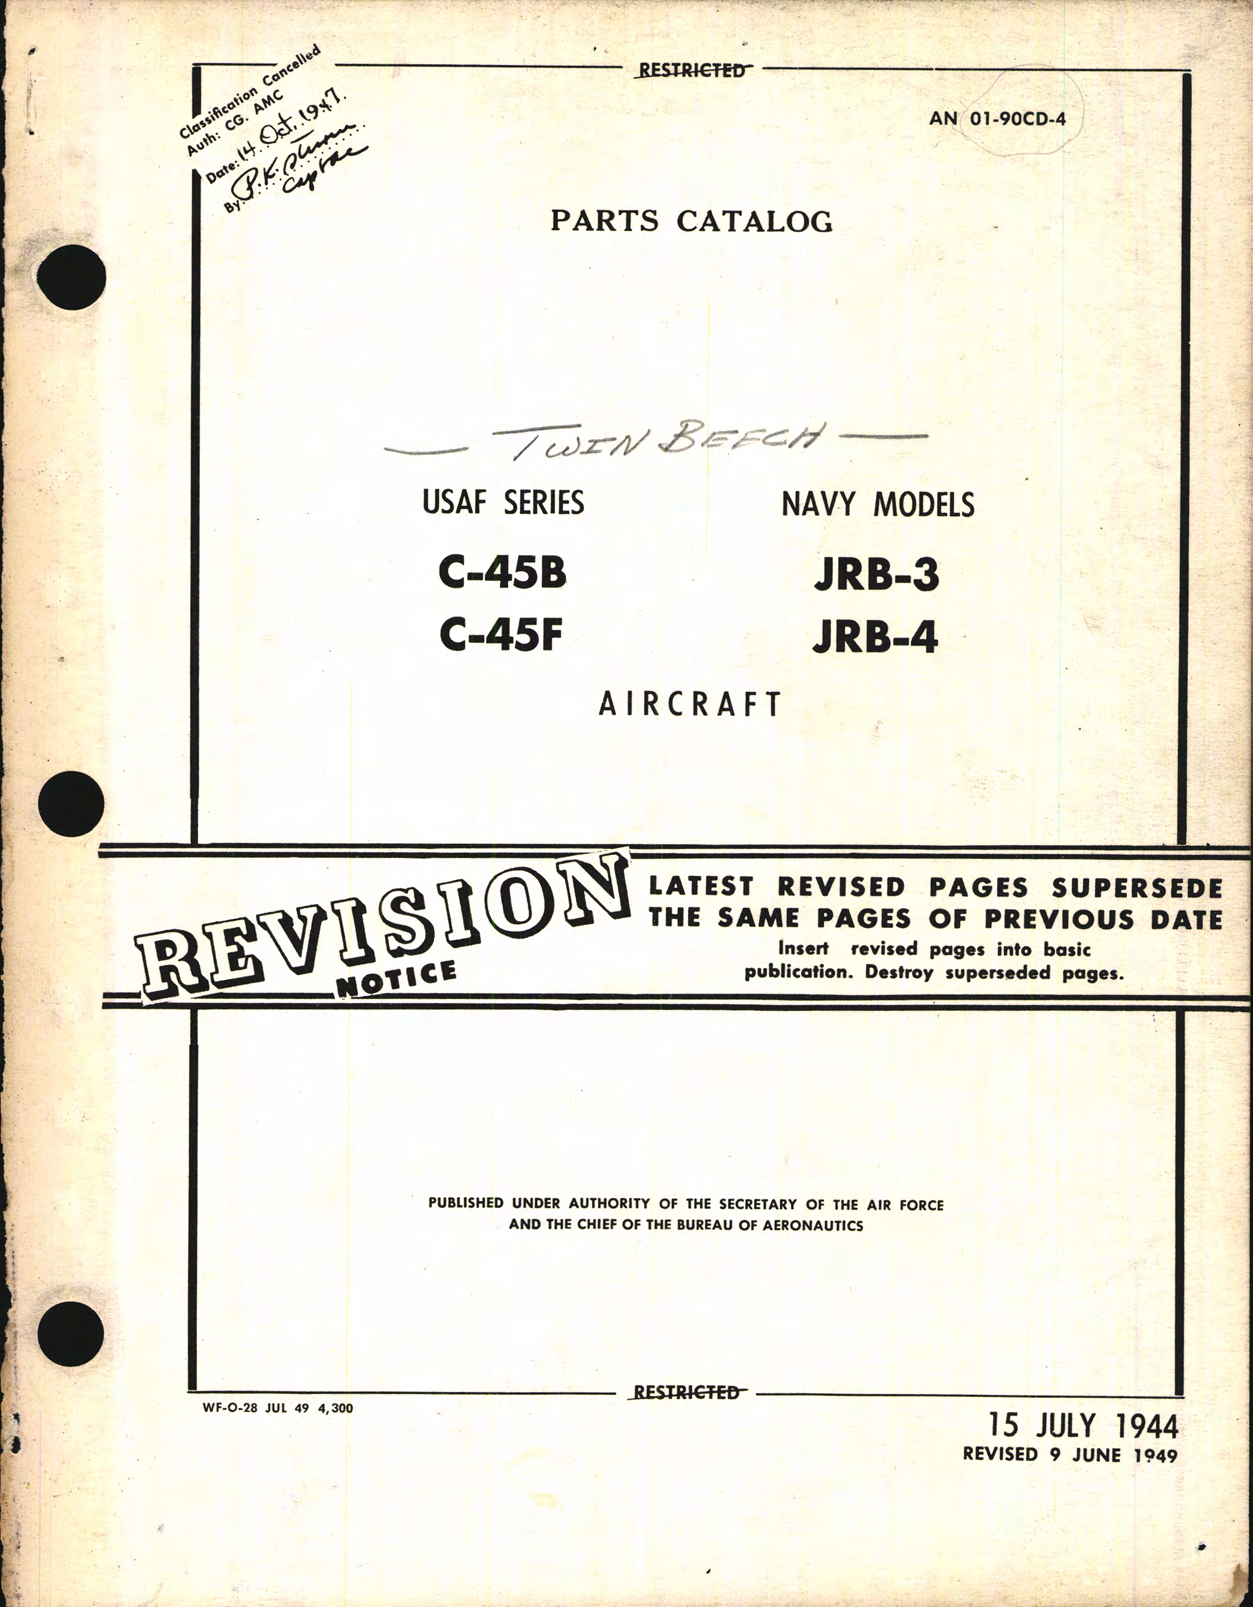 RESTRICTED
Classification Cancelled
Auth: CG. AMC
Date: 14 Oct. 1947.
By: P.K.
AN 01-90CD-4
PARTS CATALOG
— TWIN BEECH —
USAF SERIES NAVY MODELS
C-45B JRB-3
C-45F JRB-4
AIRCRAFT
REVISION
NOTICE
LATEST REVISED PAGES SUPERSEDE
THE SAME PAGES OF PREVIOUS DATE
Insert revised pages into basic
publication. Destroy superseded pages.
PUBLISHED UNDER AUTHORITY OF THE SECRETARY OF THE AIR FORCE
AND THE CHIEF OF THE BUREAU OF AERONAUTICS
RESTRICTED
WF-O-28 JUL 49 4,300
15 JULY 1944
REVISED 9 JUNE 1949